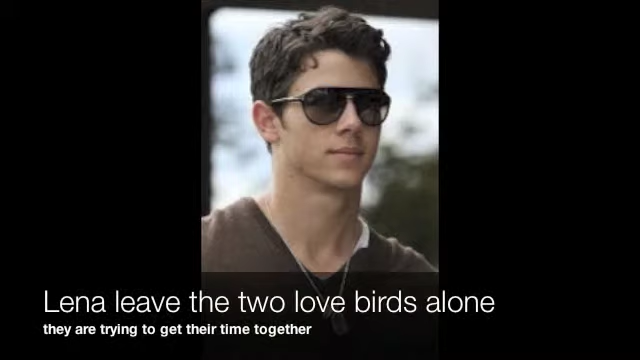 Lena leave the two love birds alone
they are trying to get their time together